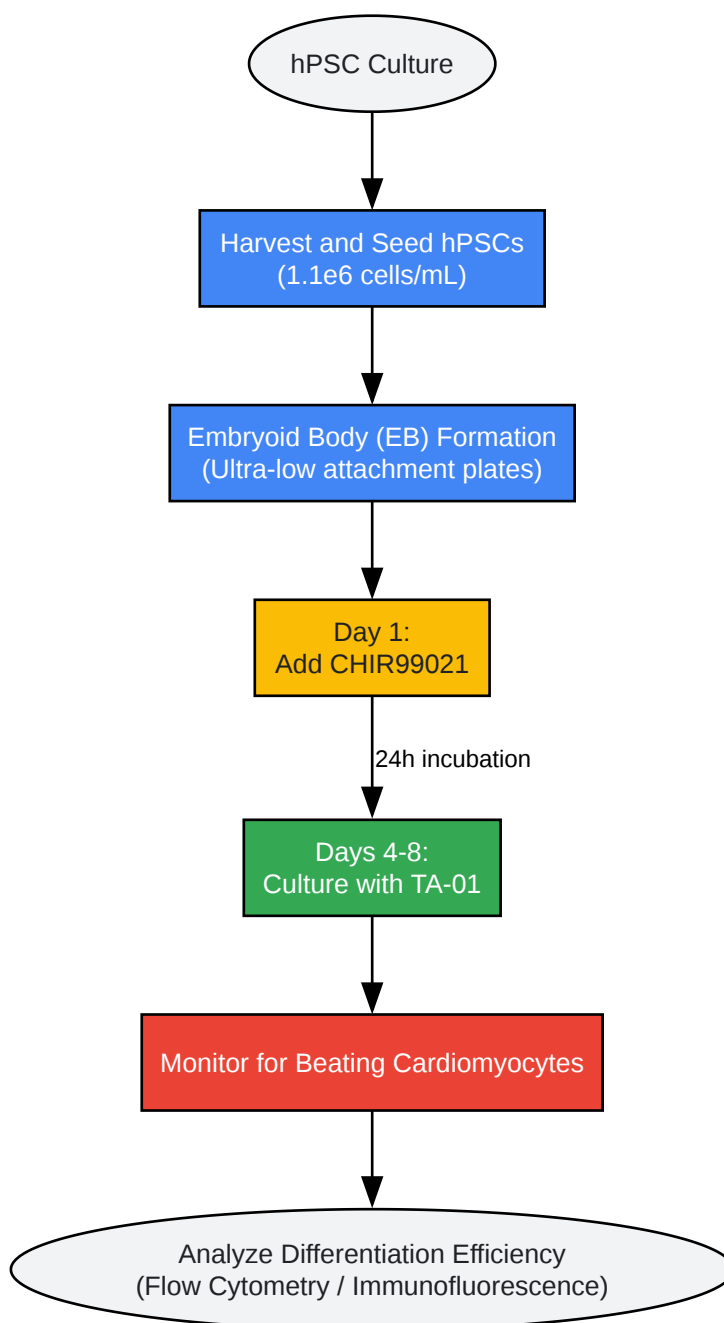 hPSC Culture
Harvest and Seed hPSCs
(1.1e6 cells/mL)
Embryoid Body (EB) Formation
(Ultra-low attachment plates)
Day 1:
Add CHIR99021
24h incubation
Days 4-8:
Culture with TA-01
Monitor for Beating Cardiomyocytes
Analyze Differentiation Efficiency
(Flow Cytometry / Immunofluorescence)